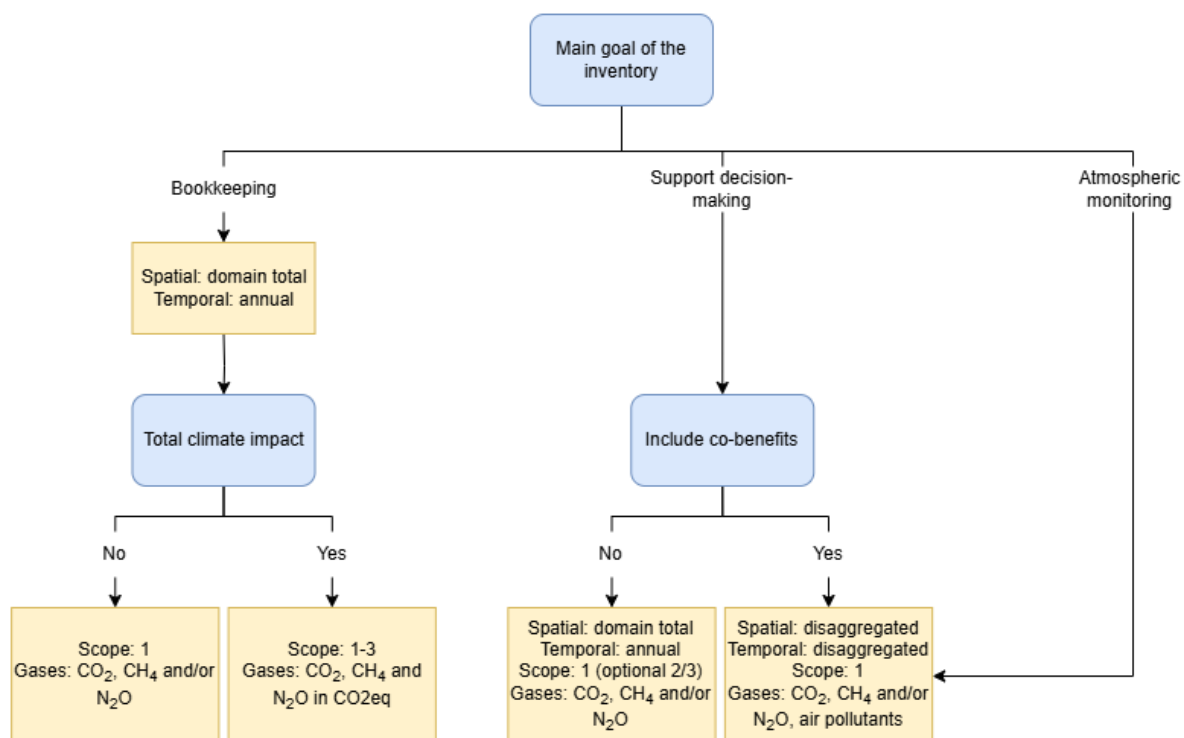 Main goal of the
inventory
Bookkeeping
Support decision-
making
Atmospheric
monitoring
Spatial: domain total
Temporal: annual
Total climate impact
Include co-benefits
No
Yes
No
Yes
Scope: 1
Gases: CO₂, CH₄ and/or
N₂O
Scope: 1-3
Gases: CO₂, CH₄ and
N₂O in CO2eq
Spatial: domain total
Temporal: annual
Scope: 1 (optional 2/3)
Gases: CO₂, CH₄ and/or
N₂O
Spatial: disaggregated
Temporal: disaggregated
Scope: 1
Gases: CO₂, CH₄ and/or
N₂O, air pollutants